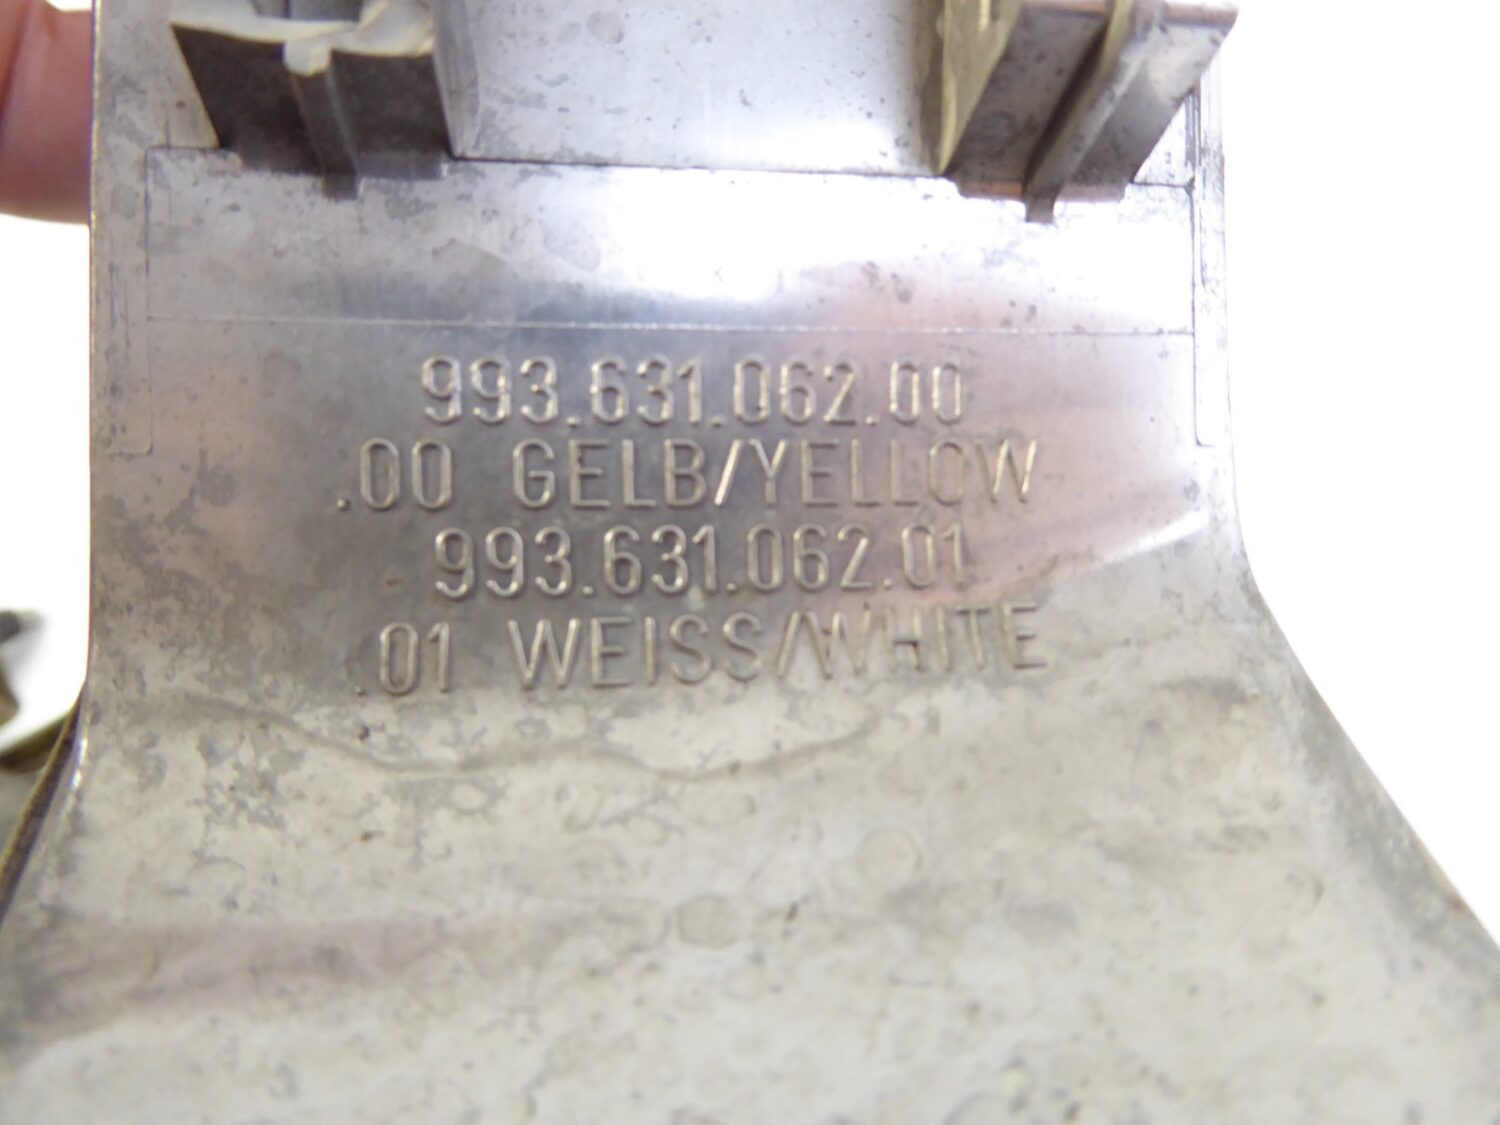 993.631.062.00
.00 GELB/YELLOW
993.631.062.01
.01 WEISS/WHITE